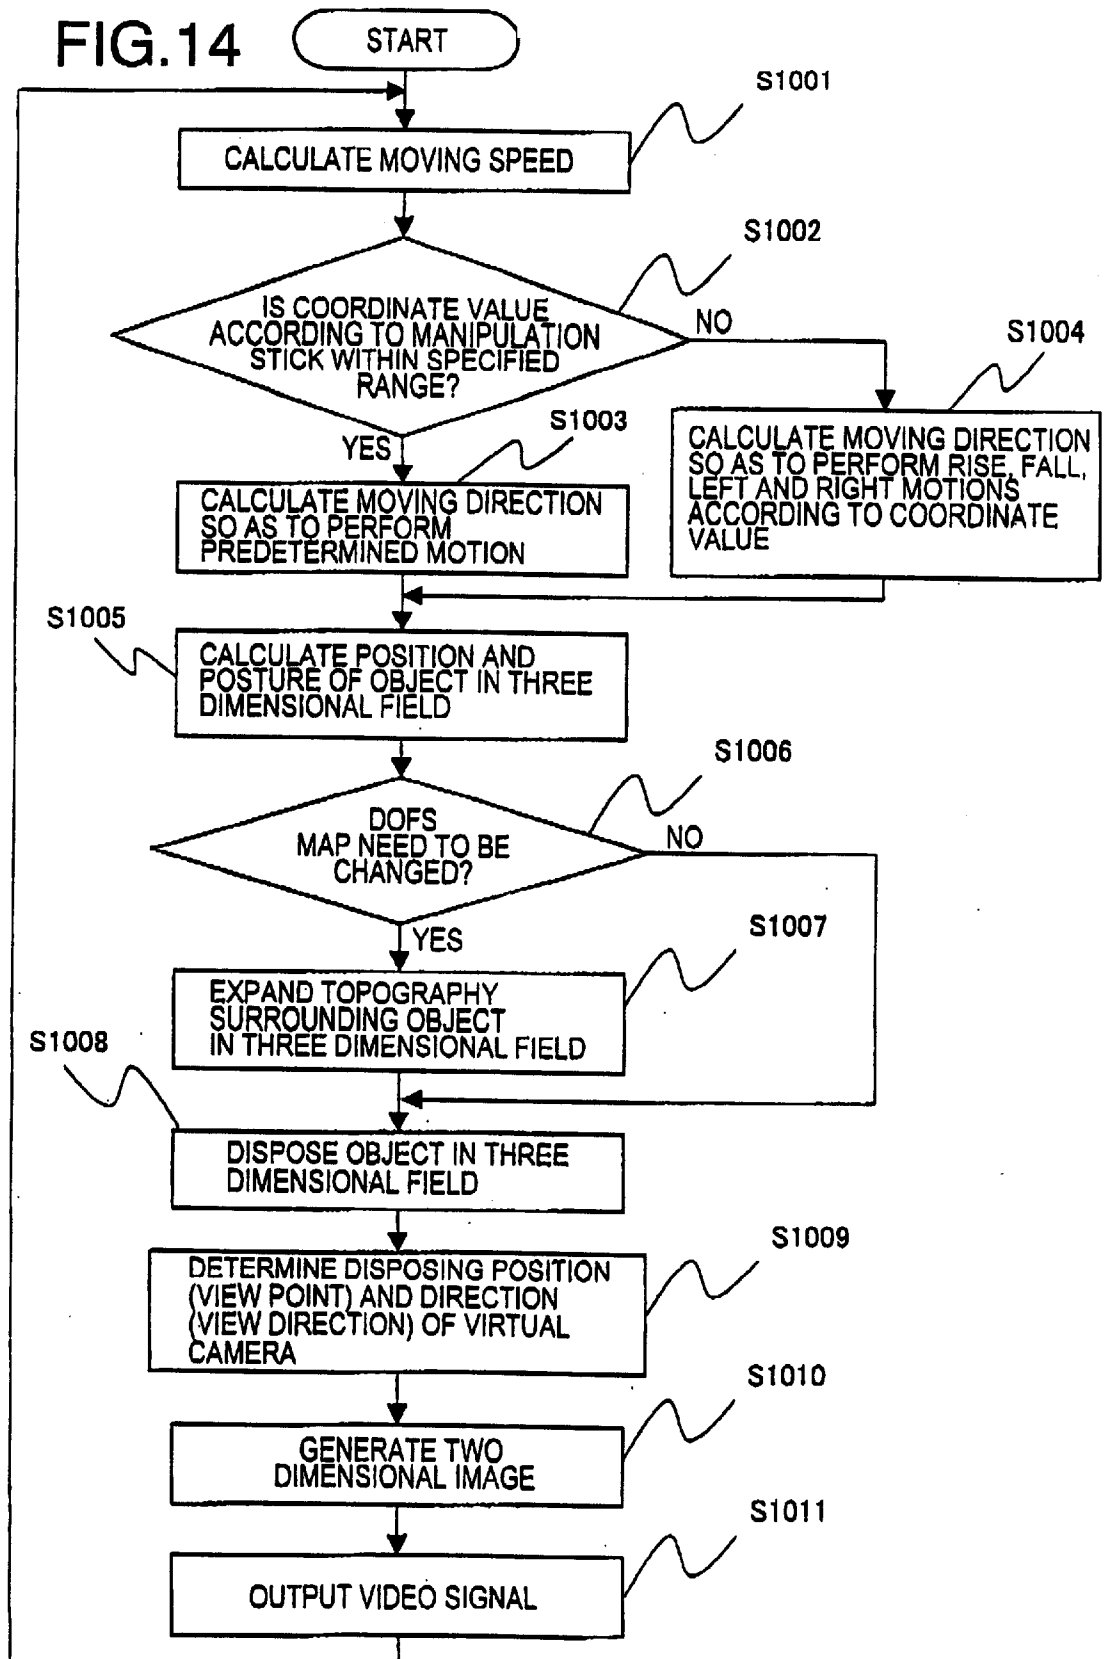 FIG.14
START
S1001
CALCULATE MOVING SPEED
S1002
IS COORDINATE VALUE
ACCORDING TO MANIPULATION
STICK WITHIN SPECIFIED
RANGE?
NO
S1004
YES
S1003
CALCULATE MOVING DIRECTION
SO AS TO PERFORM RISE, FALL,
LEFT AND RIGHT MOTIONS
ACCORDING TO COORDINATE
VALUE
CALCULATE MOVING DIRECTION
SO AS TO PERFORM
PREDETERMINED MOTION
S1005
CALCULATE POSITION AND
POSTURE OF OBJECT IN THREE
DIMENSIONAL FIELD
S1006
DOFS
MAP NEED TO BE
CHANGED?
NO
YES
S1007
EXPAND TOPOGRAPHY
SURROUNDING OBJECT
IN THREE DIMENSIONAL FIELD
S1008
DISPOSE OBJECT IN THREE
DIMENSIONAL FIELD
S1009
DETERMINE DISPOSING POSITION
(VIEW POINT) AND DIRECTION
(VIEW DIRECTION) OF VIRTUAL
CAMERA
S1010
GENERATE TWO
DIMENSIONAL IMAGE
S1011
OUTPUT VIDEO SIGNAL